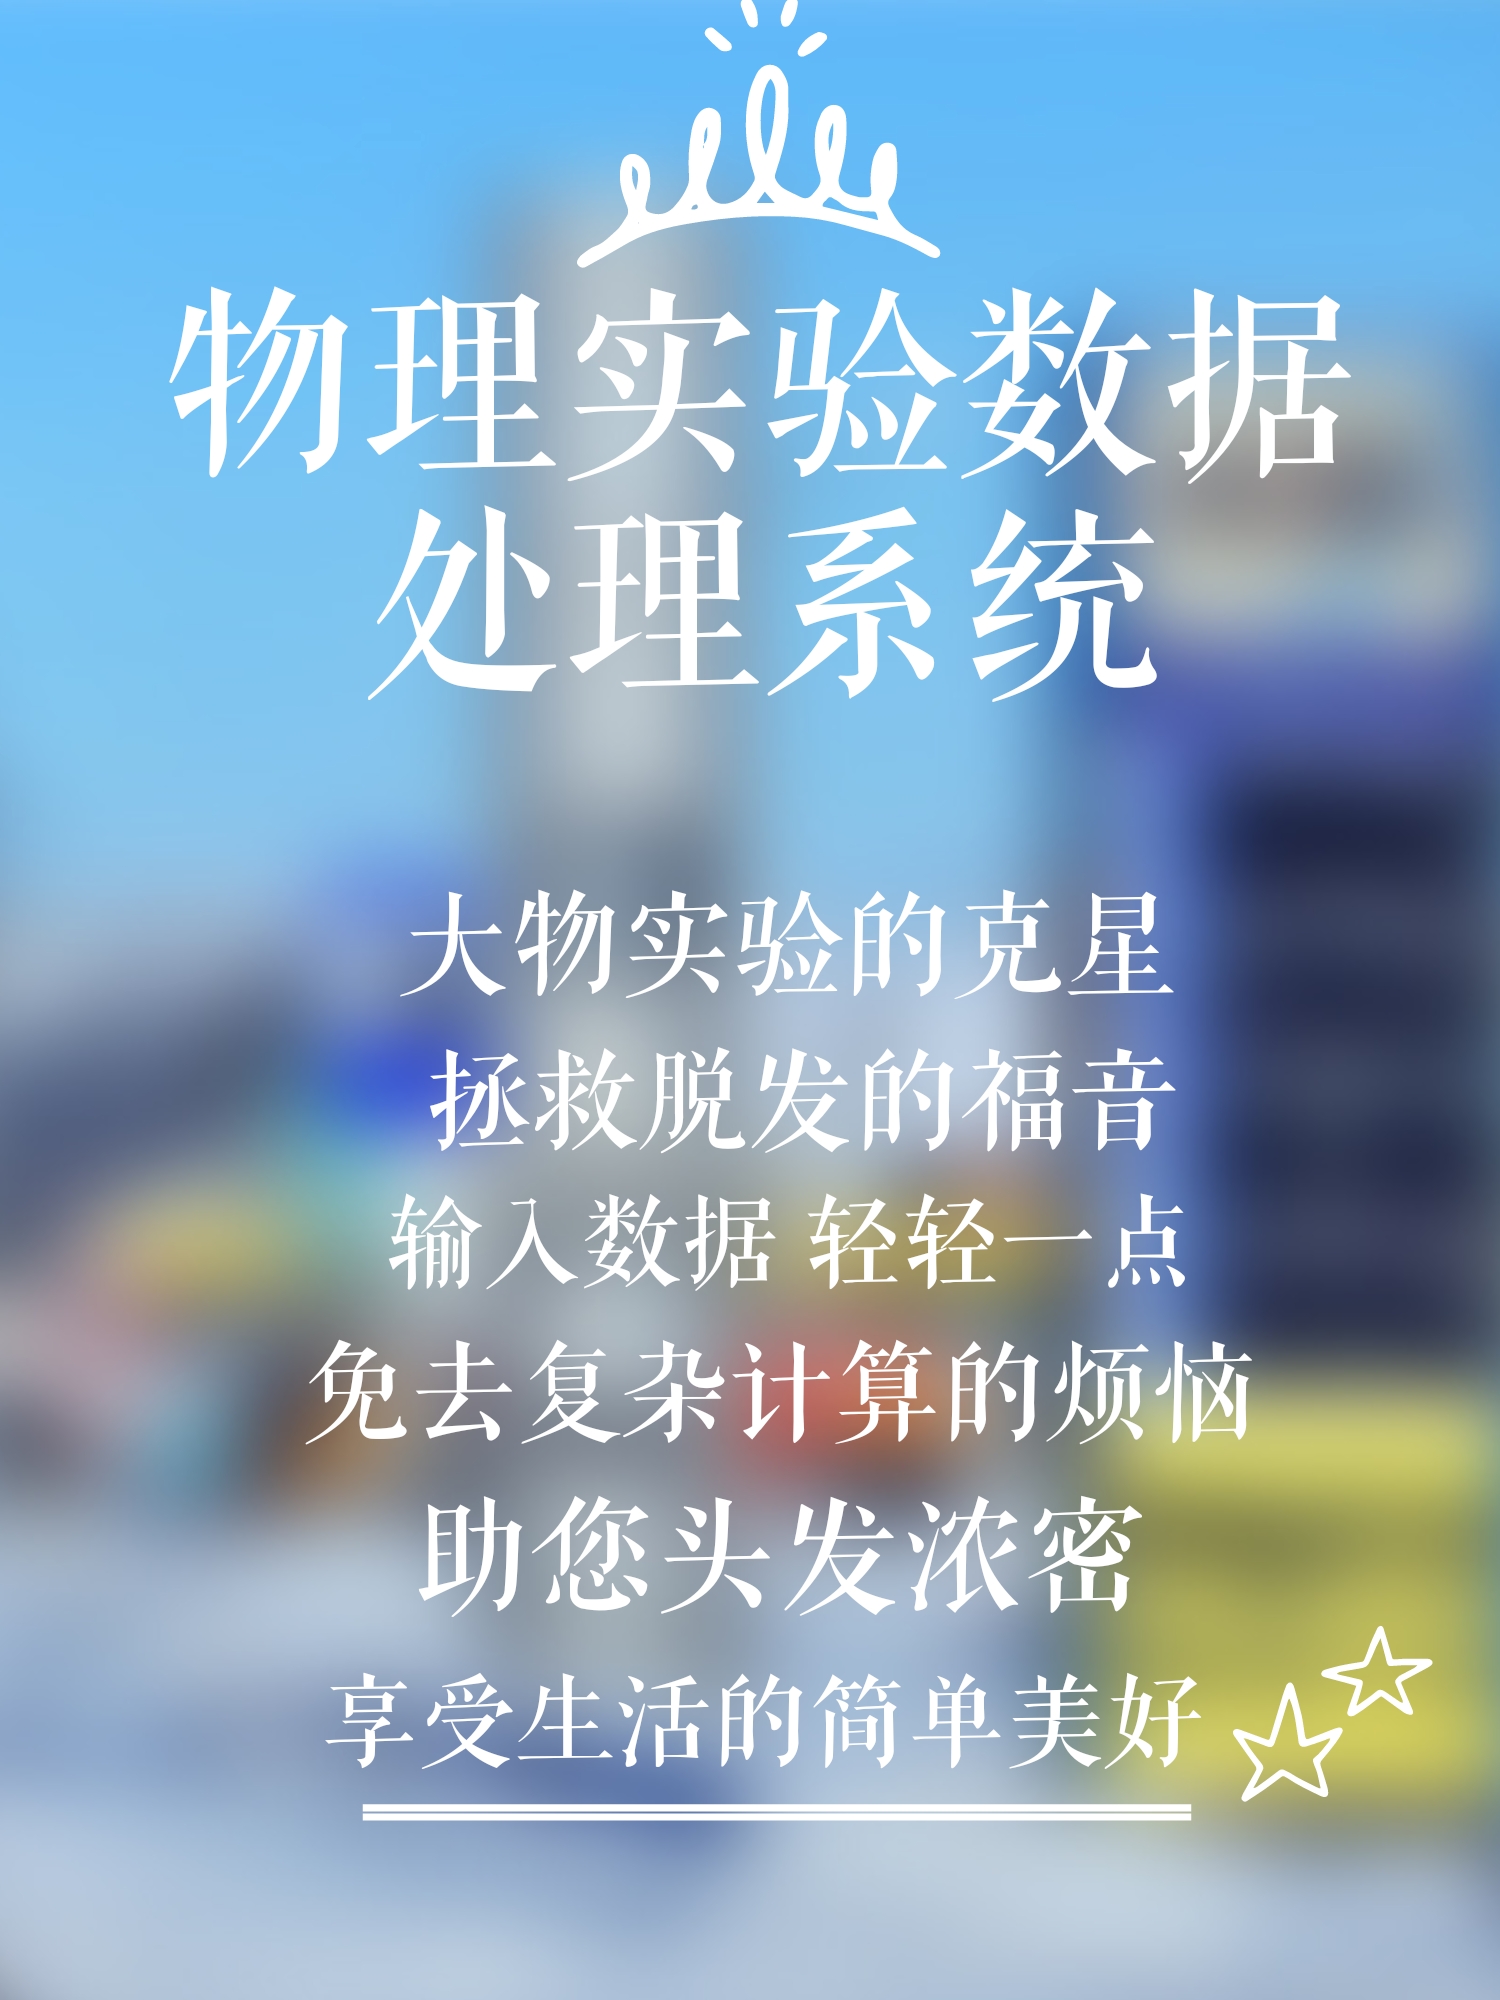 物理实验数据
处理系统
大物实验的克星
拯救脱发的福音
输入数据 轻轻一点
免去复杂计算的烦恼
助您头发浓密
享受生活的简单美好